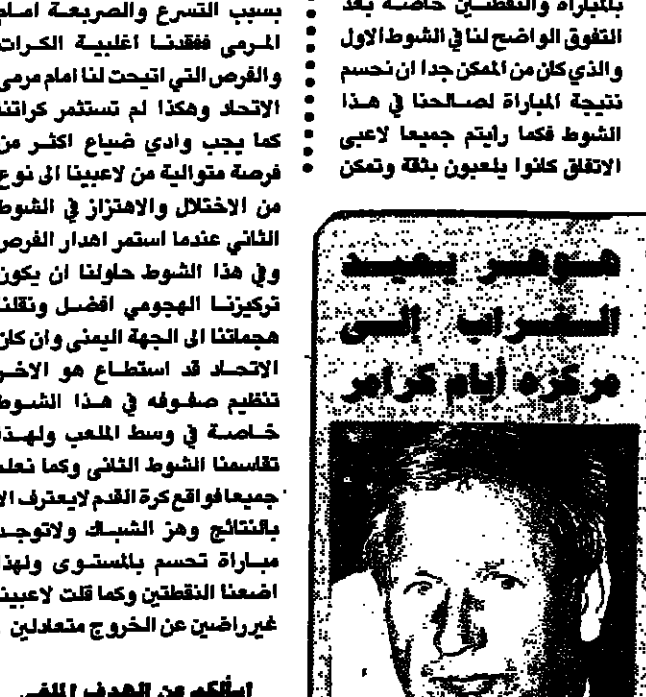 بالمباراة والنقطتين خاصة بعد
التفوق الواضح لنا في الشوط الاول
والذي كان من الممكن جدا ان نحسم
نتيجة المباراة لصالحنا في هذا
الشوط فكما رأيتم جميعا لاعبي
الاتفاق كانوا يلعبون بثقة وتمكن
هوهر يعيد
الغراب الى
مركزه أيام كرامر
بسبب التسرع والصريعة امام
المرمى ففقدنا اغلبية الكرات
والفرص التي اتيحت لنا امام مرمى
الاتحاد وهكذا لم تستثمر كراتنا
كما يجب وادي ضياع اكثر من
فرصة متوالية من لاعبينا الى نوع
من الاختلال والاهتزاز في الشوط
الثاني عندما استمر اهدار الفرص
وفي هذا الشوط حاولنا ان يكون
تركيزنا الهجومي افضل ونقلنا
هجماتنا الى الجهة اليمنى وان كان
الاتحاد قد استطاع هو الاخر
تنظيم صفوفه في هذا الشوط
خاصة في وسط الملعب ولهذا
تقاسمنا الشوط الثاني وكما نعلم
جميعا فواقع كرة القدم لايعترف الا
بالنتائج وهز الشباك ولاتوجد
مباراة تحسم بالمستوى ولهذا
اضعنا النقطتين وكما قلت لاعبينا
غير راضين عن الخروج متعادلين
اسألكم عن الهدف الملغى